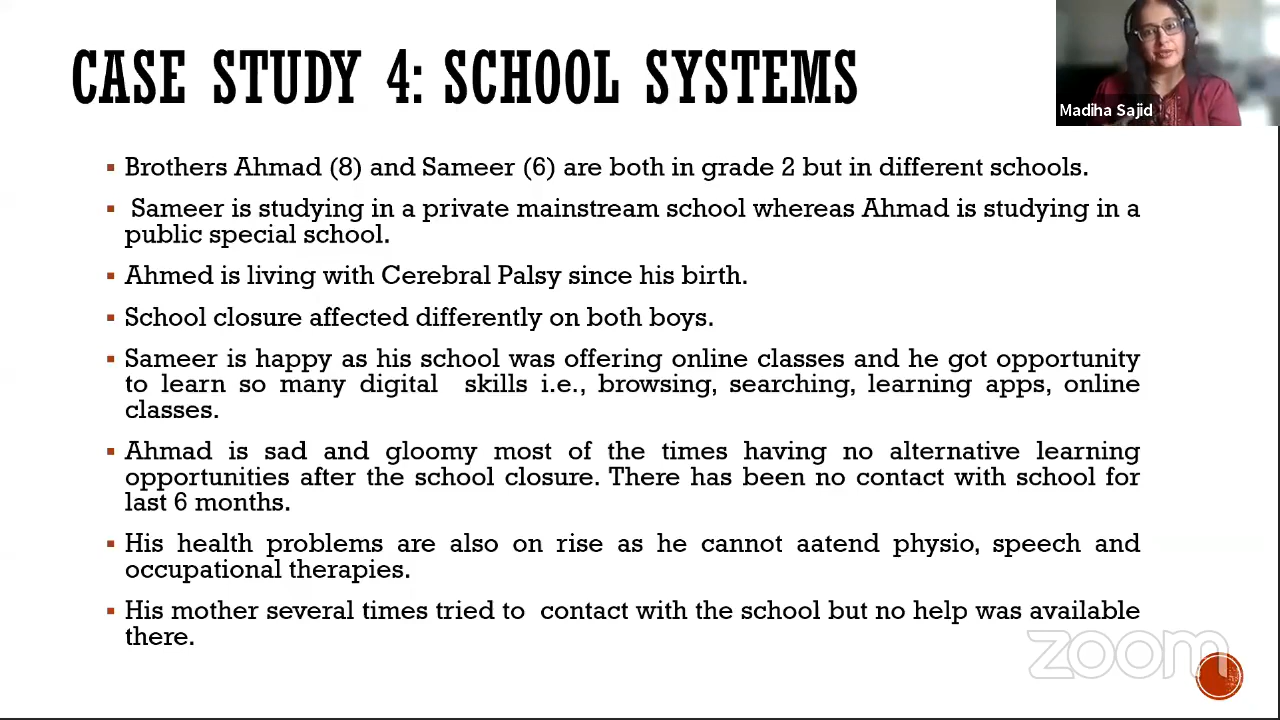 CASE STUDY 4: SCHOOL SYSTEMS
Madiha Sajid
▪ Brothers Ahmad (8) and Sameer (6) are both in grade 2 but in different schools.
▪ Sameer is studying in a private mainstream school whereas Ahmad is studying in a
public special school.
▪ Ahmed is living with Cerebral Palsy since his birth.
▪ School closure affected differently on both boys.
▪ Sameer is happy as his school was offering online classes and he got opportunity
to learn so many digital skills i.e., browsing, searching, learning apps, online
classes.
▪ Ahmad is sad and gloomy most of the times having no alternative learning
opportunities after the school closure. There has been no contact with school for
last 6 months.
▪ His health problems are also on rise as he cannot aatend physio, speech and
occupational therapies.
▪ His mother several times tried to contact with the school but no help was available
there.
zoom